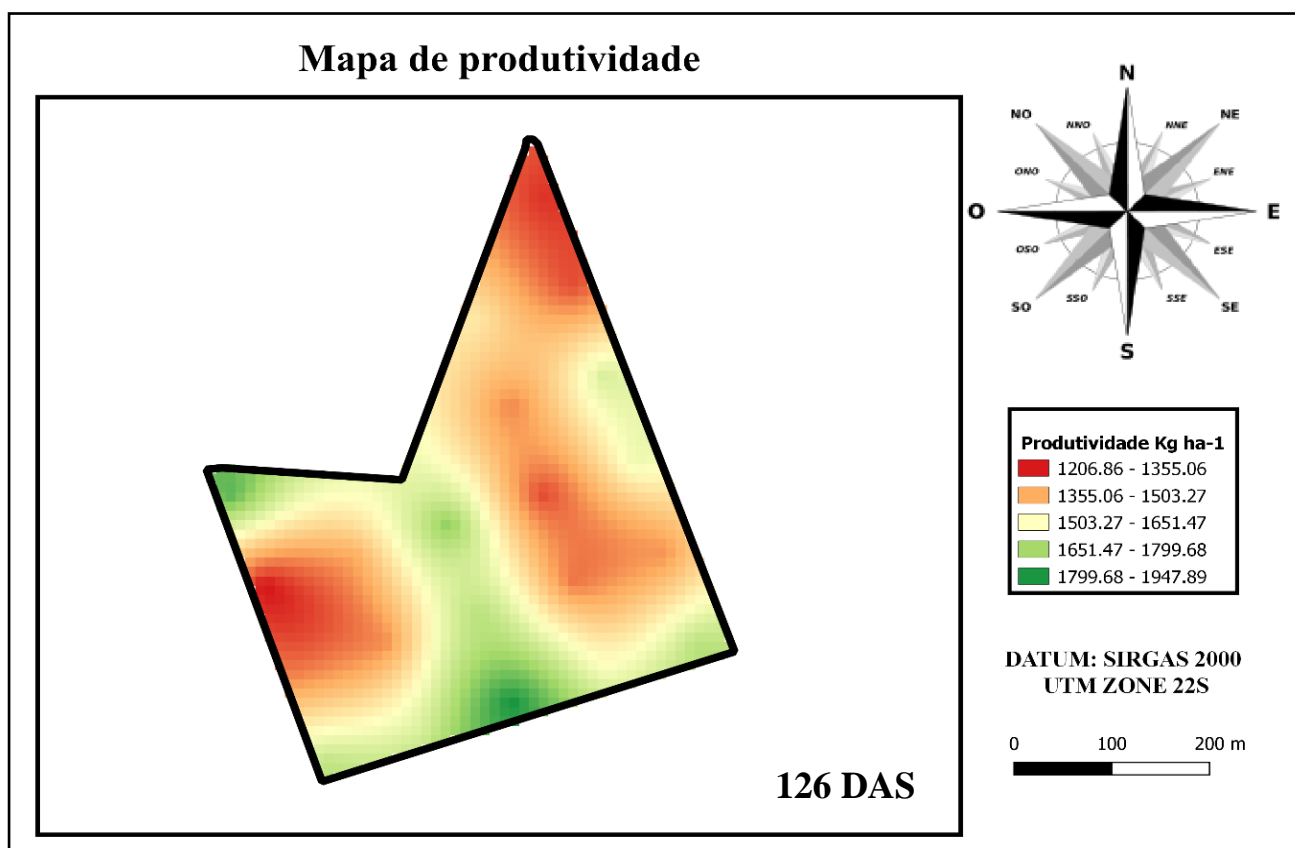 Mapa de produtividade
N
NNO
NNE
NO
NE
ONO
ENE
O
E
OSO
ESE
SO
SE
SSO
SSE
S
Produtividade Kg ha-1
1206.86 - 1355.06
1355.06 - 1503.27
1503.27 - 1651.47
1651.47 - 1799.68
1799.68 - 1947.89
DATUM: SIRGAS 2000
UTM ZONE 22S
0 100 200 m
126 DAS